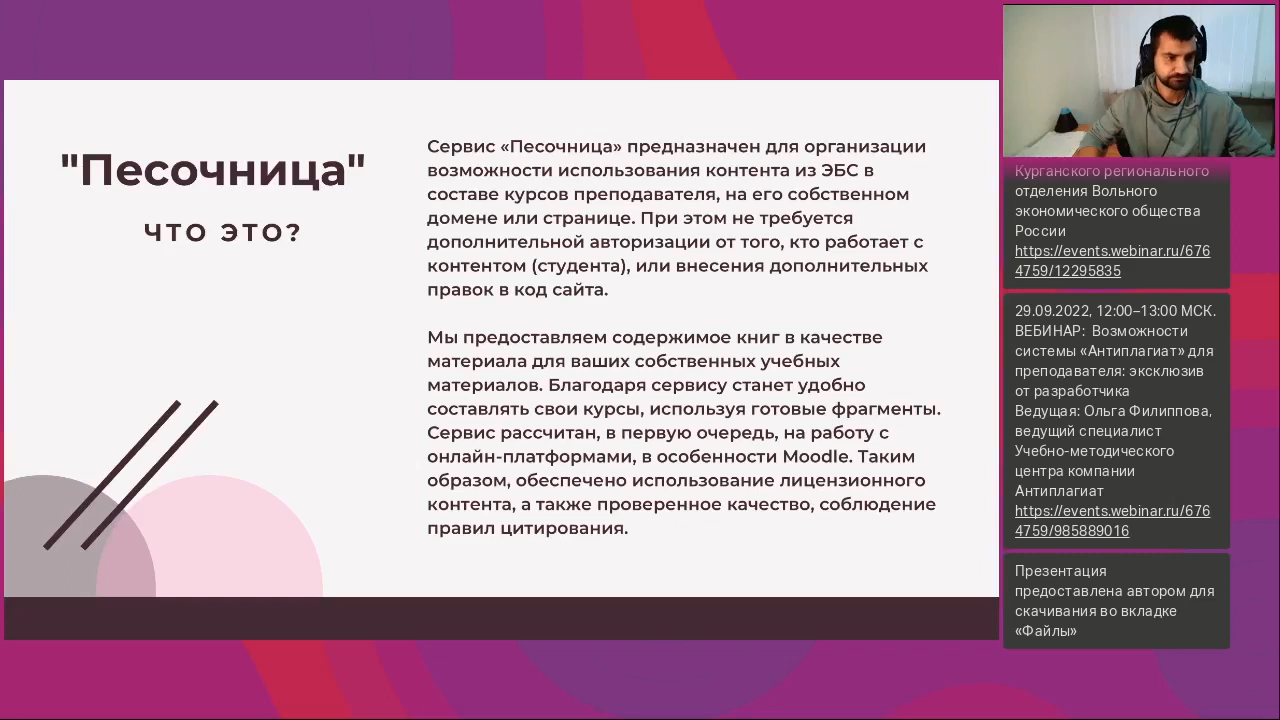 "Песочница"
ЧТО ЭТО?
Сервис «Песочница» предназначен для организации
возможности использования контента из ЭБС в
составе курсов преподавателя, на его собственном
домене или странице. При этом не требуется
дополнительной авторизации от того, кто работает с
контентом (студента), или внесения дополнительных
правок в код сайта.
Мы предоставляем содержимое книг в качестве
материала для ваших собственных учебных
материалов. Благодаря сервису станет удобно
составлять свои курсы, используя готовые фрагменты.
Сервис рассчитан, в первую очередь, на работу с
онлайн-платформами, в особенности Moodle. Таким
образом, обеспечено использование лицензионного
контента, а также проверенное качество, соблюдение
правил цитирования.
Курганского регионального
отделения Вольного
экономического общества
России
https://events.webinar.ru/676
4759/12295835
29.09.2022, 12:00–13:00 МСК.
ВЕБИНАР: Возможности
системы «Антиплагиат» для
преподавателя: эксклюзив
от разработчика
Ведущая: Ольга Филиппова,
ведущий специалист
Учебно-методического
центра компании
Антиплагиат
https://events.webinar.ru/676
4759/985889016
Презентация
предоставлена автором для
скачивания во вкладке
«Файлы»